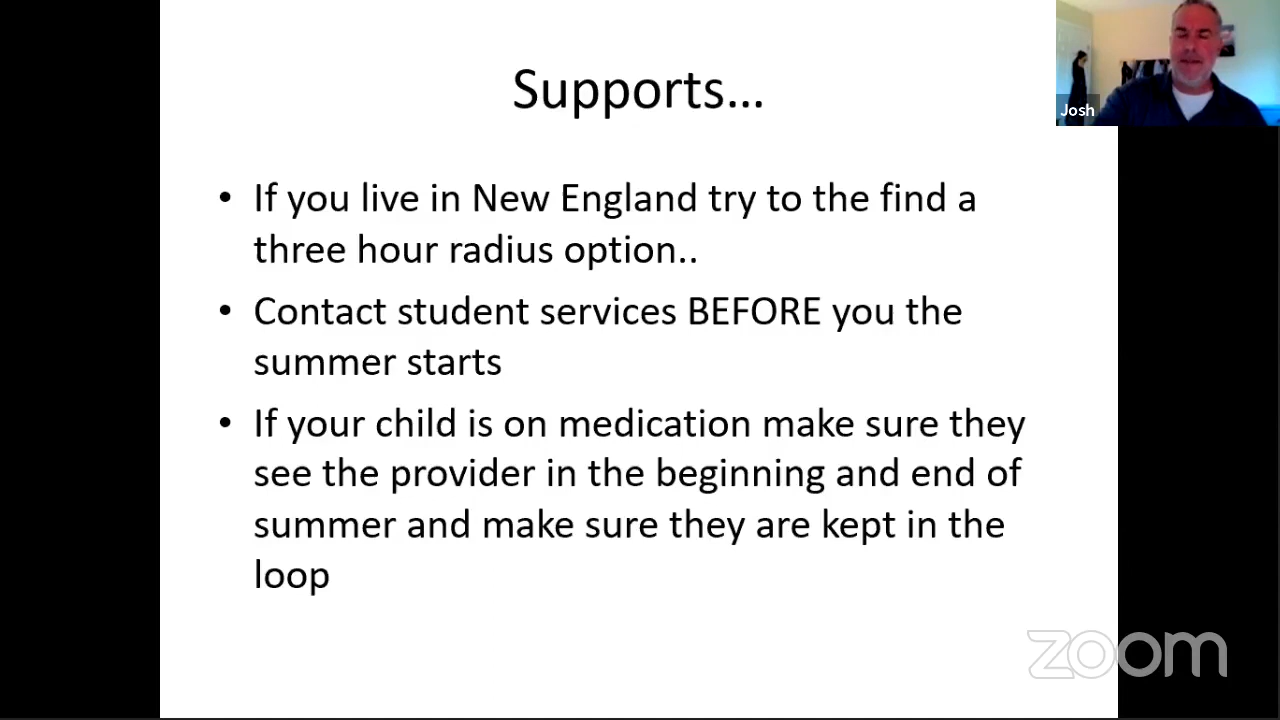 Supports...
Josh
• If you live in New England try to the find a
three hour radius option..
• Contact student services BEFORE you the
summer starts
• If your child is on medication make sure they
see the provider in the beginning and end of
summer and make sure they are kept in the
loop
zoom